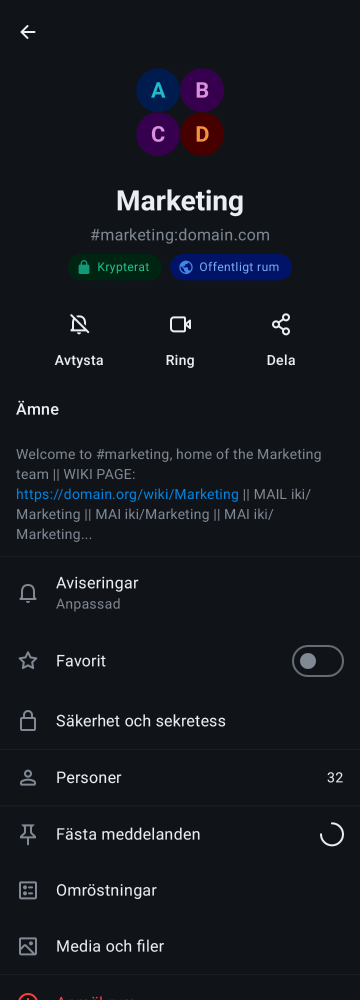 A
B
C
D
Marketing
#marketing:domain.com
Krypterat
Offentligt rum
Avtysta
Ring
Dela
Ämne
Welcome to #marketing, home of the Marketing
team || WIKI PAGE:
https://domain.org/wiki/Marketing || MAIL iki/
Marketing || MAI iki/Marketing || MAI iki/
Marketing...
Aviseringar
Anpassad
Favorit
Säkerhet och sekretess
Personer
32
Fästa meddelanden
Omröstningar
Media och filer